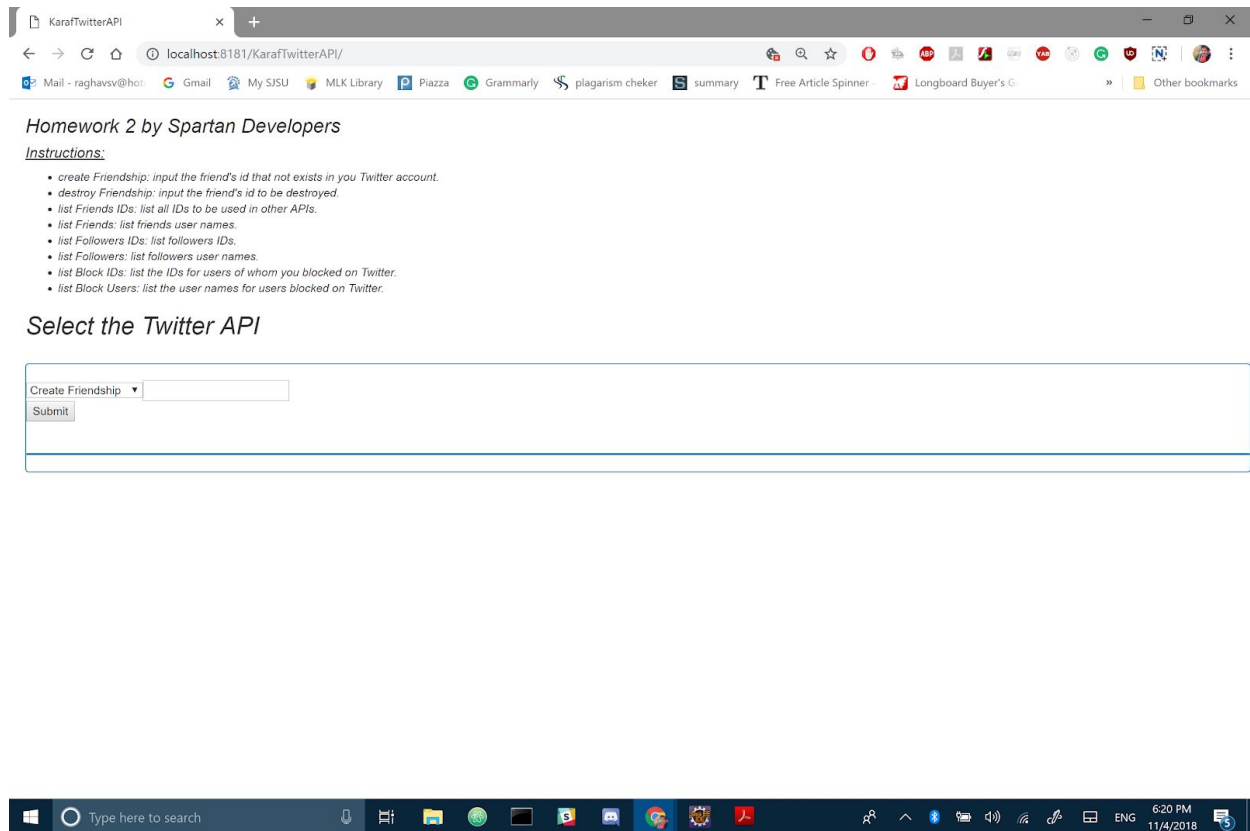 KarafTwitterAPI
localhost:8181/KarafTwitterAPI/
Mail - raghavsv@hot Gmail My SJSU MLK Library Piazza Grammarly plagarism cheker summary Free Article Spinner - Longboard Buyer's G » Other bookmarks
Homework 2 by Spartan Developers
Instructions:
• create Friendship: input the friend's id that not exists in you Twitter account.
• destroy Friendship: input the friend's id to be destroyed.
• list Friends IDs: list all IDs to be used in other APIs.
• list Friends: list friends user names.
• list Followers IDs: list followers IDs.
• list Followers: list followers user names.
• list Block IDs: list the IDs for users of whom you blocked on Twitter.
• list Block Users: list the user names for users blocked on Twitter.
Select the Twitter API
Create Friendship
Submit
Type here to search
ENG
6:20 PM
11/4/2018
5